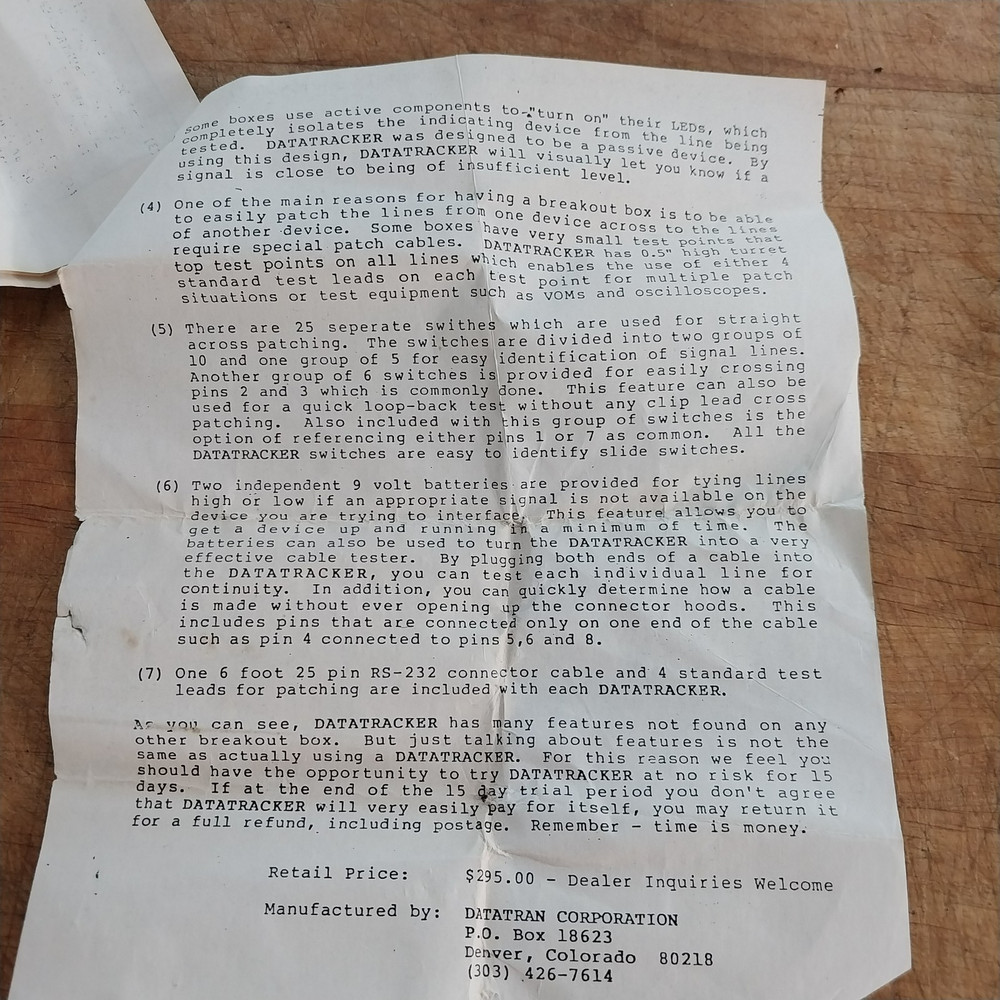 some boxes use active components to-"turn on" their LEDs, which
completely isolates the indicating device from the line being
tested.  DATATRACKER was designed to be a passive device.  By
using this design, DATATRACKER will visually let you know if a
signal is close to being of insufficient level.
(4) One of the main reasons for having a breakout box is to be able
to easily patch the lines from one device across to the lines
of another device.  Some boxes have very small test points that
require special patch cables.  DATATRACKER has 0.5" high turret
top test points on all lines which enables the use of either 4
standard test leads on each test point for multiple patch
situations or test equipment such as VOMs and oscilloscopes.
(5) There are 25 seperate swithes which are used for straight
across patching.  The switches are divided into two groups of
10 and one group of 5 for easy identification of signal lines.
Another group of 6 switches is provided for easily crossing
pins 2 and 3 which is commonly done.  This feature can also be
used for a quick loop-back test without any clip lead cross
patching.  Also included with this group of switches is the
option of referencing either pins 1 or 7 as common.  All the
DATATRACKER switches are easy to identify slide switches.
(6) Two independent 9 volt batteries are provided for tying lines
high or low if an appropriate signal is not available on the
device you are trying to interface.  This feature allows you to
get a device up and running in a minimum of time.  The
batteries can also be used to turn the DATATRACKER into a very
effective cable tester.  By plugging both ends of a cable into
the DATATRACKER, you can test each individual line for
continuity.  In addition, you can quickly determine how a cable
is made without ever opening up the connector hoods.  This
includes pins that are connected only on one end of the cable
such as pin 4 connected to pins 5,6 and 8.
(7) One 6 foot 25 pin RS-232 connector cable and 4 standard test
leads for patching are included with each DATATRACKER.
As you can see, DATATRACKER has many features not found on any
other breakout box.  But just talking about features is not the
same as actually using a DATATRACKER.  For this reason we feel you
should have the opportunity to try DATATRACKER at no risk for 15
days.  If at the end of the 15 day trial period you don't agree
that DATATRACKER will very easily pay for itself, you may return it
for a full refund, including postage.  Remember - time is money.
Retail Price: $295.00 - Dealer Inquiries Welcome
Manufactured by: DATATRAN CORPORATION
P.O. Box 18623
Denver, Colorado  80218
(303) 426-7614